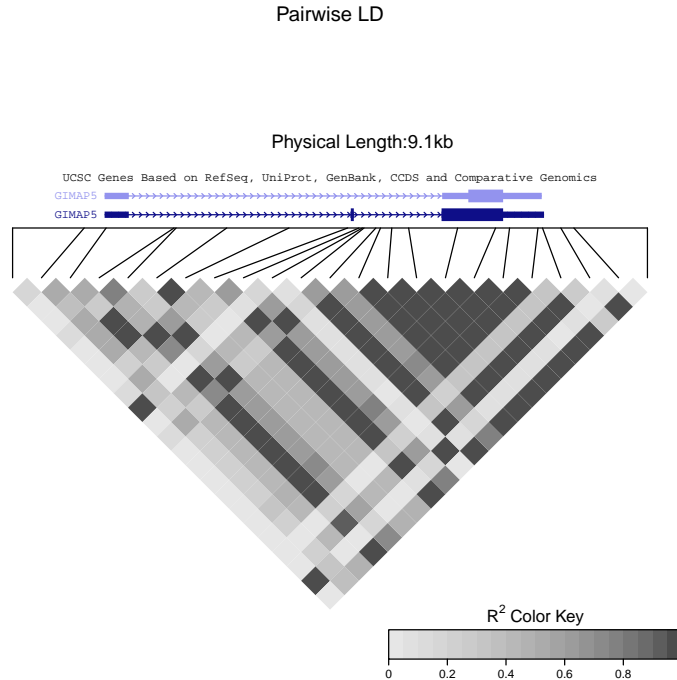 Pairwise LD
Physical Length:9.1kb
UCSC Genes Based on RefSeq, UniProt, GenBank, CCDS and Comparative Genomics
GIMAP5
GIMAP5
R² Color Key
0 0.2 0.4 0.6 0.8